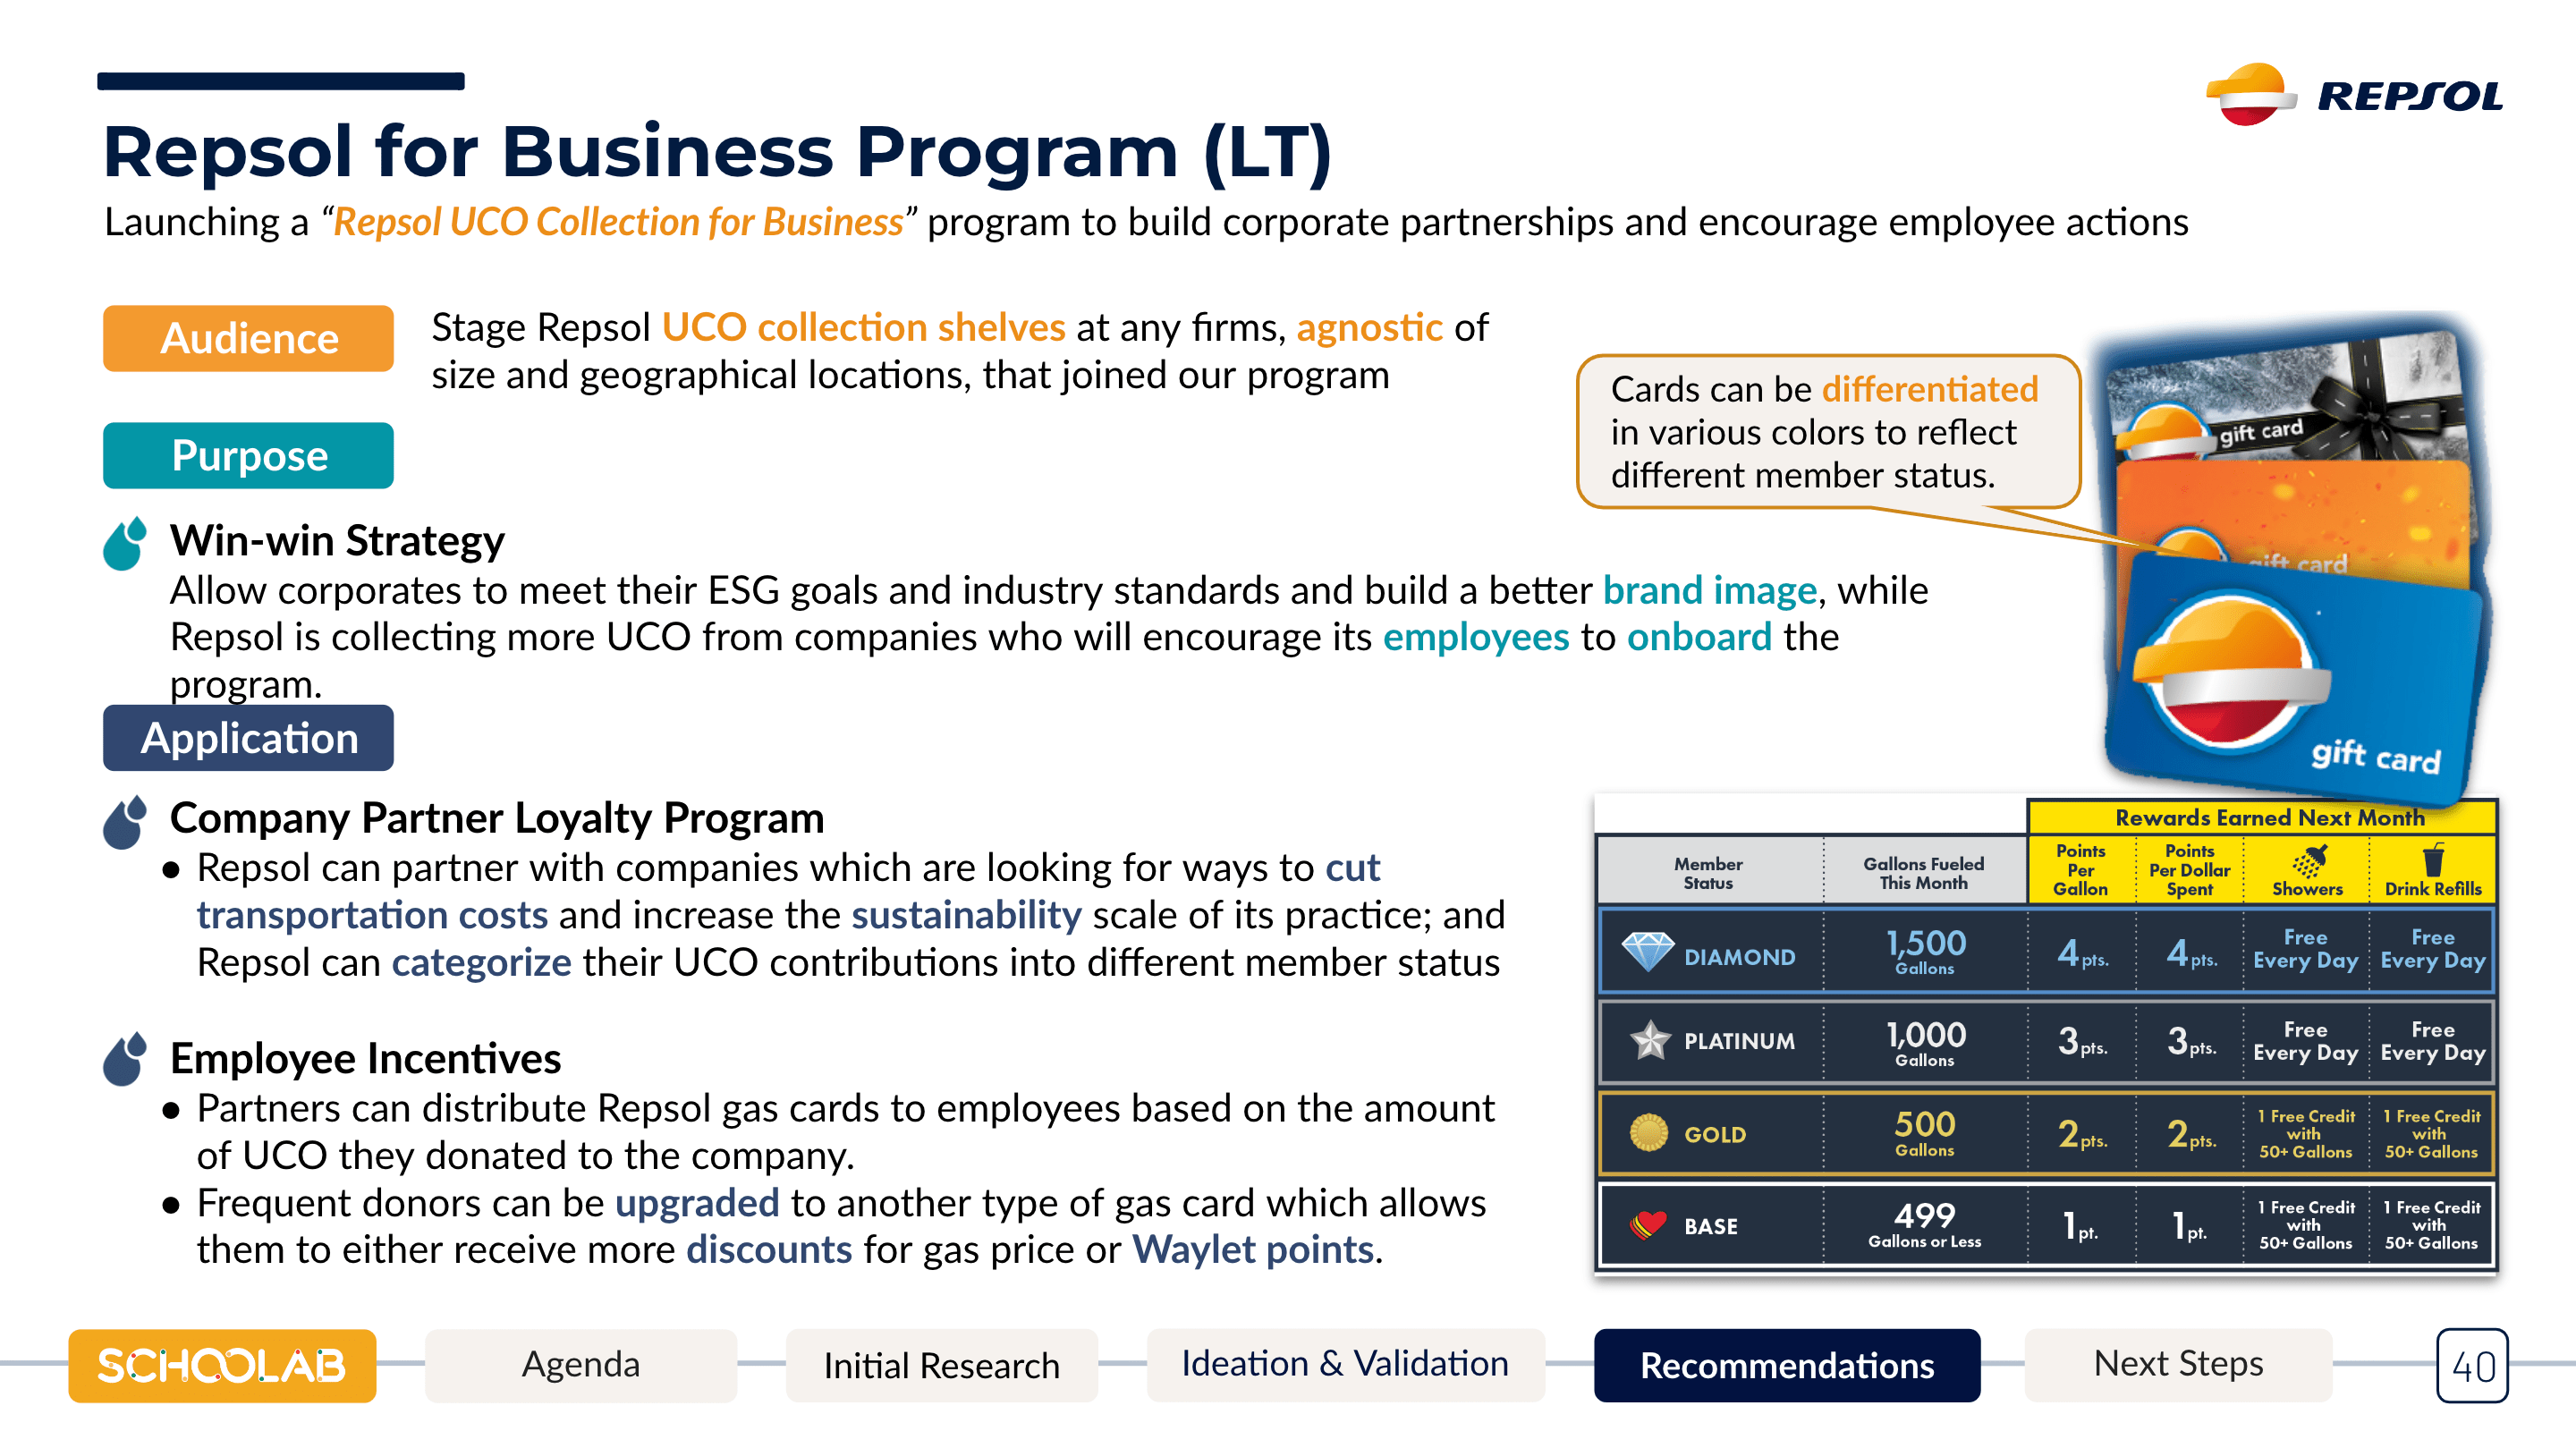 REPSOL
Repsol for Business Program (LT)
Launching a “Repsol UCO Collection for Business” program to build corporate partnerships and encourage employee actions
Audience
Stage Repsol UCO collection shelves at any firms, agnostic of
size and geographical locations, that joined our program
Cards can be differentiated
in various colors to reflect
different member status.
gift card
gift card
gift card
Purpose
Win-win Strategy
Allow corporates to meet their ESG goals and industry standards and build a better brand image, while
Repsol is collecting more UCO from companies who will encourage its employees to onboard the
program.
Application
Company Partner Loyalty Program
● Repsol can partner with companies which are looking for ways to cut
transportation costs and increase the sustainability scale of its practice; and
Repsol can categorize their UCO contributions into different member status
Employee Incentives
● Partners can distribute Repsol gas cards to employees based on the amount
of UCO they donated to the company.
● Frequent donors can be upgraded to another type of gas card which allows
them to either receive more discounts for gas price or Waylet points.
Rewards Earned Next Month
Member Status Gallons Fueled This Month Points Per Gallon Points Per Dollar Spent Showers Drink Refills
DIAMOND 1,500 Gallons 4 pts. 4 pts. Free Every Day Free Every Day
PLATINUM 1,000 Gallons 3 pts. 3 pts. Free Every Day Free Every Day
GOLD 500 Gallons 2 pts. 2 pts. 1 Free Credit with 50+ Gallons 1 Free Credit with 50+ Gallons
BASE 499 Gallons or Less 1 pt. 1 pt. 1 Free Credit with 50+ Gallons 1 Free Credit with 50+ Gallons
SCHOOLAB Agenda Initial Research Ideation & Validation Recommendations Next Steps 40